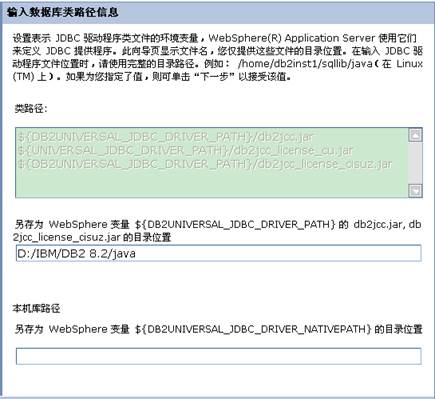 输入数据库类路径信息
设置表示 JDBC 驱动程序类文件的环境变量，WebSphere(R) Application Server 使用它们
来定义 JDBC 提供程序。此向导页显示文件名，您仅提供这些文件的目录位置。在输入 JDBC 驱
动程序文件位置时，请使用完整的目录路径。例如： /home/db2inst1/sqllib/java（在 Linux
(TM) 上）。如果为您指定了值，则可单击“下一步”以接受该值。
类路径：
${DB2UNIVERSAL_JDBC_DRIVER_PATH}/db2jcc.jar
${UNIVERSAL_JDBC_DRIVER_PATH}/db2jcc_license_cu.jar
${DB2UNIVERSAL_JDBC_DRIVER_PATH}/db2jcc_license_cisuz.jar
另存为 WebSphere 变量 ${DB2UNIVERSAL_JDBC_DRIVER_PATH} 的 db2jcc.jar, db
2jcc_license_cisuz.jar 的目录位置
D:/IBM/DB2 8.2/java
本机库路径
另存为 WebSphere 变量 ${DB2UNIVERSAL_JDBC_DRIVER_NATIVEPATH} 的目录位置